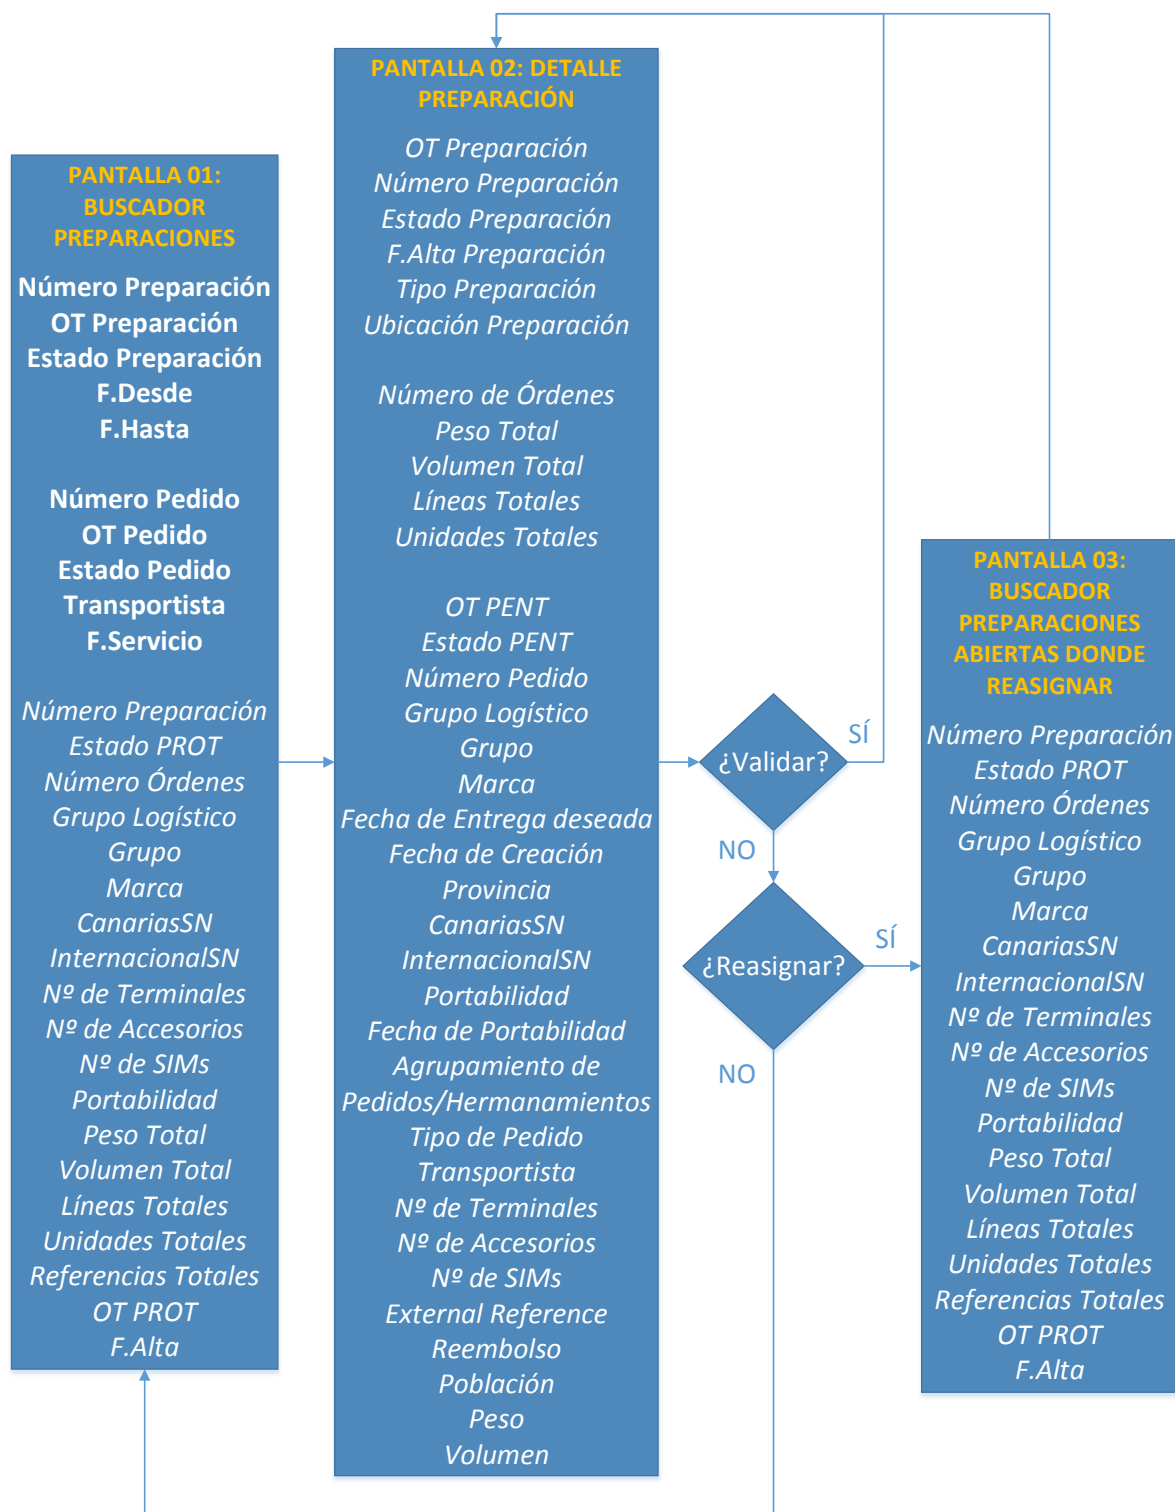 PANTALLA 01:
BUSCADOR
PREPARACIONES
Número Preparación
OT Preparación
Estado Preparación
F.Desde
F.Hasta
Número Pedido
OT Pedido
Estado Pedido
Transportista
F.Servicio
Número Preparación
Estado PROT
Número Órdenes
Grupo Logístico
Grupo
Marca
CanariasSN
InternacionalSN
Nº de Terminales
Nº de Accesorios
Nº de SIMs
Portabilidad
Peso Total
Volumen Total
Líneas Totales
Unidades Totales
Referencias Totales
OT PROT
F.Alta
PANTALLA 02: DETALLE
PREPARACIÓN
OT Preparación
Número Preparación
Estado Preparación
F.Alta Preparación
Tipo Preparación
Ubicación Preparación
Número de Órdenes
Peso Total
Volumen Total
Líneas Totales
Unidades Totales
OT PENT
Estado PENT
Número Pedido
Grupo Logístico
Grupo
Marca
Fecha de Entrega deseada
Fecha de Creación
Provincia
CanariasSN
InternacionalSN
Portabilidad
Fecha de Portabilidad
Agrupamiento de
Pedidos/Hermanamientos
Tipo de Pedido
Transportista
Nº de Terminales
Nº de Accesorios
Nº de SIMs
External Reference
Reembolso
Población
Peso
Volumen
¿Validar?
SÍ
NO
¿Reasignar?
SÍ
NO
PANTALLA 03:
BUSCADOR
PREPARACIONES
ABIERTAS DONDE
REASIGNAR
Número Preparación
Estado PROT
Número Órdenes
Grupo Logístico
Grupo
Marca
CanariasSN
InternacionalSN
Nº de Terminales
Nº de Accesorios
Nº de SIMs
Portabilidad
Peso Total
Volumen Total
Líneas Totales
Unidades Totales
Referencias Totales
OT PROT
F.Alta